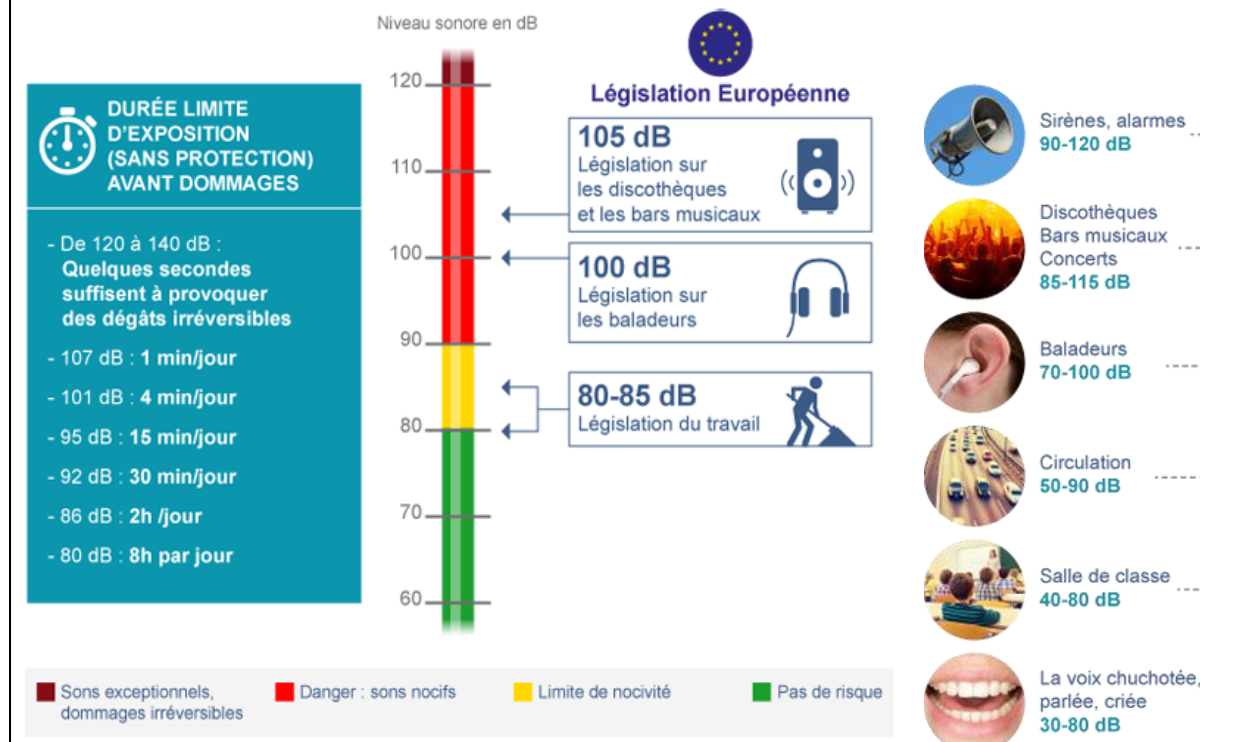 Niveau sonore en dB
DURÉE LIMITE
D'EXPOSITION
(SANS PROTECTION)
AVANT DOMMAGES
- De 120 à 140 dB :
Quelques secondes
suffisent à provoquer
des dégâts irréversibles
- 107 dB : 1 min/jour
- 101 dB : 4 min/jour
- 95 dB : 15 min/jour
- 92 dB : 30 min/jour
- 86 dB : 2h /jour
- 80 dB : 8h par jour
120
110
100
90
80
70
60
Législation Européenne
105 dB
Législation sur
les discothèques
et les bars musicaux
100 dB
Législation sur
les baladeurs
80-85 dB
Législation du travail
Sirènes, alarmes
90-120 dB
Discothèques
Bars musicaux
Concerts
85-115 dB
Baladeurs
70-100 dB
Circulation
50-90 dB
Salle de classe
40-80 dB
La voix chuchotée,
parlée, criée
30-80 dB
Sons exceptionnels,
dommages irréversibles
Danger : sons nocifs
Limite de nocivité
Pas de risque